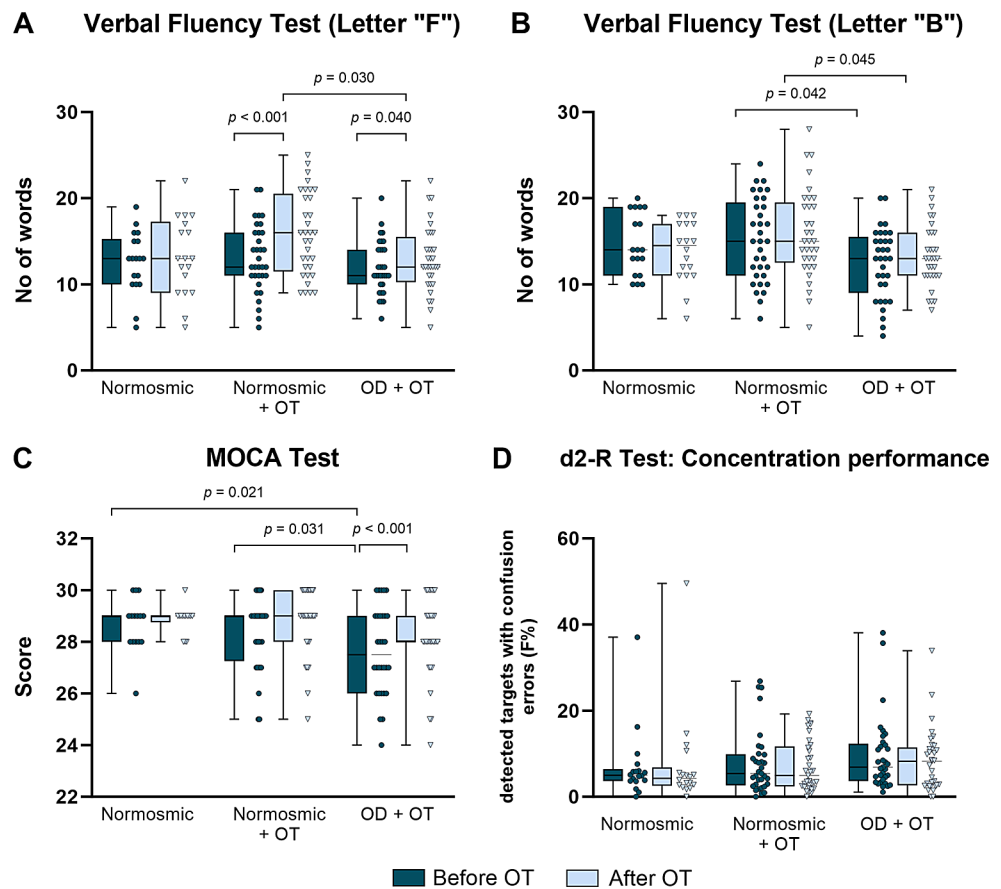 A Verbal Fluency Test (Letter "F")
p = 0.030
p < 0.001 p = 0.040
30
20
10
0
No of words
Normosmic Normosmic + OT OD + OT
B Verbal Fluency Test (Letter "B")
p = 0.045
p = 0.042
30
20
10
0
No of words
Normosmic Normosmic + OT OD + OT
C MOCA Test
p = 0.021
p = 0.031 p < 0.001
32
30
28
26
24
22
Score
Normosmic Normosmic + OT OD + OT
D d2-R Test: Concentration performance
60
40
20
0
detected targets with confusion
errors (F%)
Normosmic Normosmic + OT OD + OT
Before OT After OT